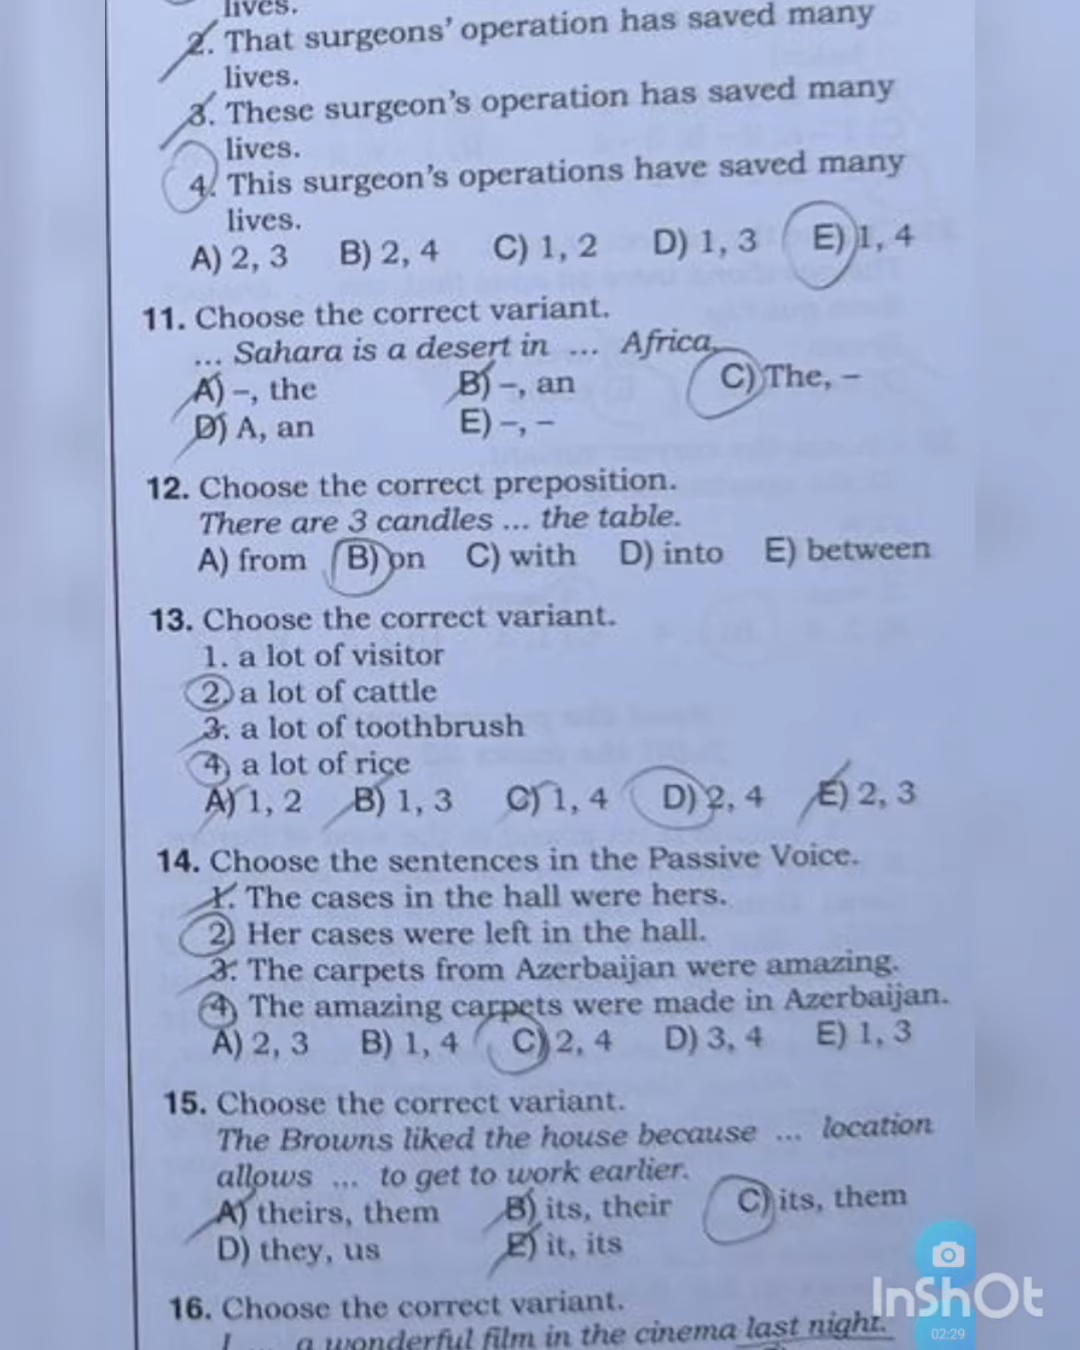 lives.
2. That surgeons' operation has saved many
lives.
3. These surgeon's operation has saved many
lives.
4. This surgeon's operations have saved many
lives.
A) 2, 3 B) 2, 4 C) 1, 2 D) 1, 3 E) 1, 4
11. Choose the correct variant.
... Sahara is a desert in ... Africa.
A) –, the B) –, an C) The, –
D) A, an E) –, –
12. Choose the correct preposition.
There are 3 candles ... the table.
A) from B) on C) with D) into E) between
13. Choose the correct variant.
1. a lot of visitor
2. a lot of cattle
3. a lot of toothbrush
4. a lot of rice
A) 1, 2 B) 1, 3 C) 1, 4 D) 2, 4 E) 2, 3
14. Choose the sentences in the Passive Voice.
1. The cases in the hall were hers.
2. Her cases were left in the hall.
3. The carpets from Azerbaijan were amazing.
4. The amazing carpets were made in Azerbaijan.
A) 2, 3 B) 1, 4 C) 2, 4 D) 3, 4 E) 1, 3
15. Choose the correct variant.
The Browns liked the house because ... location
allows ... to get to work earlier.
A) theirs, them B) its, their C) its, them
D) they, us E) it, its
16. Choose the correct variant.
I ... a wonderful film in the cinema last night.
InShOt
02:29